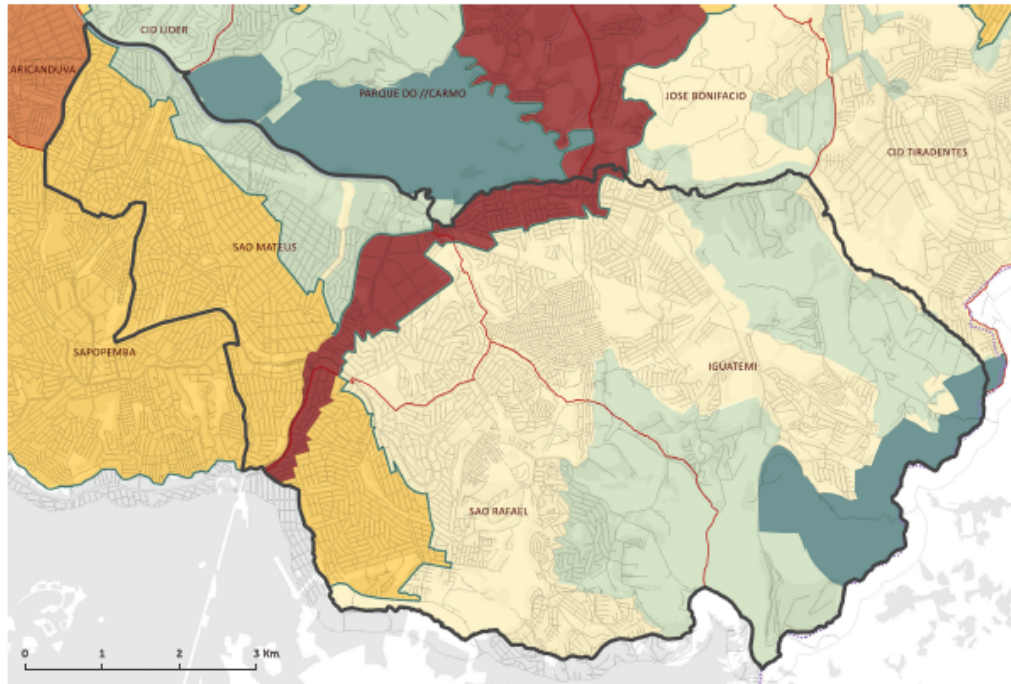 CID LIDER
ARICANDUVA
PARQUE DO //CARMO
JOSE BONIFACIO
CID TIRADENTES
SAO MATEUS
SAPOPEMBA
IGUATEMI
SAO RAFAEL
0 1 2 3 Km